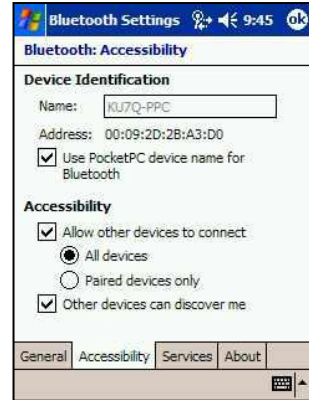 Bluetooth Settings 9:45 ok
Bluetooth: Accessibility
Device Identification
Name: KU7Q-PPC
Address: 00:09:2D:2B:A3:D0
Use PocketPC device name for
Bluetooth
Accessibility
Allow other devices to connect
All devices
Paired devices only
Other devices can discover me
General Accessibility Services About